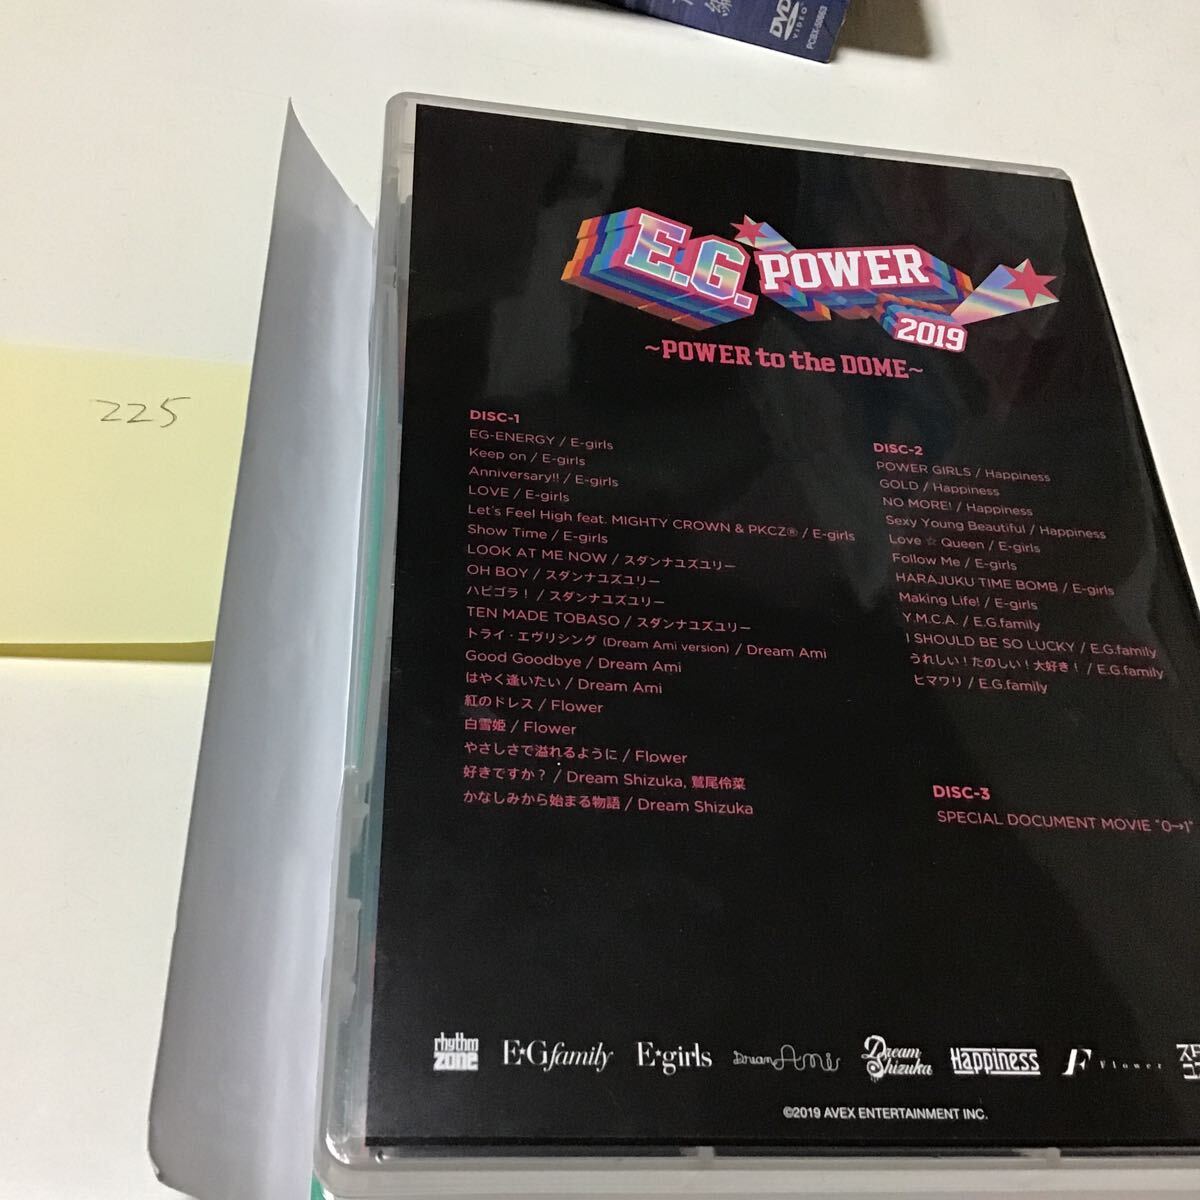 編
DVD
VIDEO
PCBX-50863
225
E.G. POWER
2019
~POWER to the DOME~
DISC-1
EG-ENERGY / E-girls
Keep on / E-girls
Anniversary!! / E-girls
LOVE / E-girls
Let's Feel High feat. MIGHTY CROWN & PKCZ® / E-girls
Show Time / E-girls
LOOK AT ME NOW / スダンナユズユリー
OH BOY / スダンナユズユリー
ハピゴラ！ / スダンナユズユリー
TEN MADE TOBASO / スダンナユズユリー
トライ・エヴリシング (Dream Ami version) / Dream Ami
Good Goodbye / Dream Ami
はやく逢いたい / Dream Ami
紅のドレス / Flower
白雪姫 / Flower
やさしさで溢れるように / Flower
好きですか？ / Dream Shizuka, 鷲尾伶菜
かなしみから始まる物語 / Dream Shizuka
DISC-2
POWER GIRLS / Happiness
GOLD / Happiness
NO MORE! / Happiness
Sexy Young Beautiful / Happiness
Love ☆ Queen / E-girls
Follow Me / E-girls
HARAJUKU TIME BOMB / E-girls
Making Life! / E-girls
Y.M.C.A. / E.G.family
I SHOULD BE SO LUCKY / E.G.family
うれしい！たのしい！大好き！ / E.G.family
ヒマワリ / E.G.family
DISC-3
SPECIAL DOCUMENT MOVIE "0→1"
rhythm zone
E★G family
E★girls
Dream Ami
Dream Shizuka
Happiness
F Flower
©2019 AVEX ENTERTAINMENT INC.